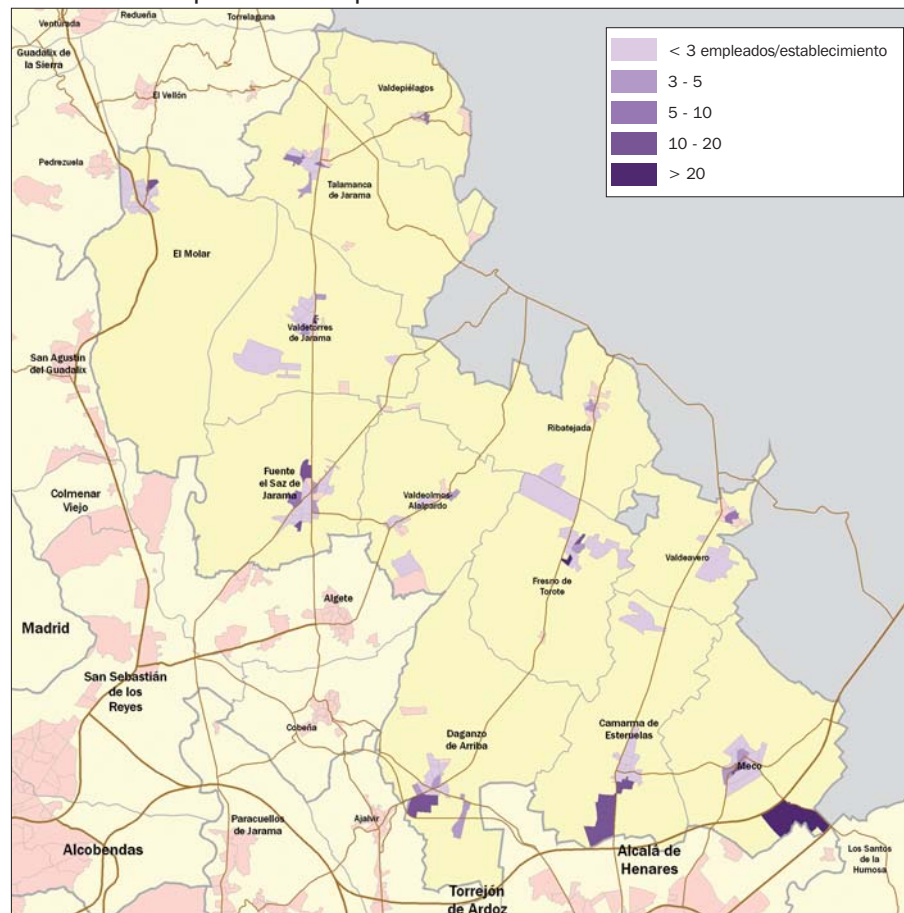 Redueña
Torrelaguna
Venturada
Guadalix de
la Sierra
El Vellón
Valdepiélagos
Pedrezuela
Talamanca
de Jarama
El Molar
Valdetorres
de Jarama
San Agustín
del Guadalix
Ribatejada
Fuente
el Saz de
Jarama
Colmenar
Viejo
Valdeolmos-
Alalpardo
Valdeavero
Fresno de
Torote
Algete
Madrid
San Sebastián
de los
Reyes
Cobeña
Daganzo
de Arriba
Camarma de
Esteruelas
Meco
Paracuellos
de Jarama
Ajalvir
Alcobendas
Alcalá de
Henares
Los Santos
de la
Humosa
Torrejón
de Ardoz
< 3 empleados/establecimiento
3 - 5
5 - 10
10 - 20
> 20